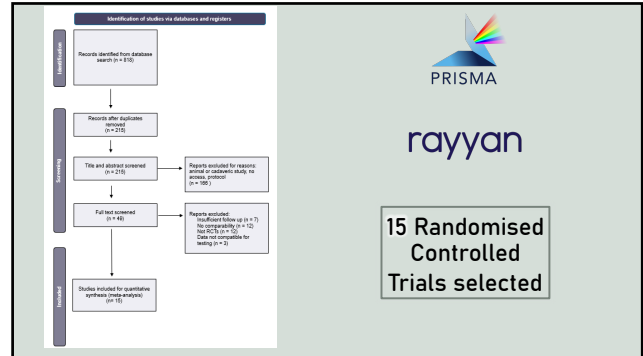 Identification of studies via databases and registers
Identification
Records identified from database
search (n = 618)
Screening
Records after duplicates
removed
(n = 215)
Title and abstract screened
(n = 215)
Reports excluded for reasons:
animal or cadaveric study, no
access, protocol
(n = 166 )
Full text screened
(n = 49)
Reports excluded:
Insufficient follow up (n = 7)
No comparability (n = 12)
Not RCTs (n = 12)
Data not compatible for
testing (n = 3)
Included
Studies included for quantitative
synthesis (meta-analysis)
(n= 15)
PRISMA
rayyan
15 Randomised
Controlled
Trials selected